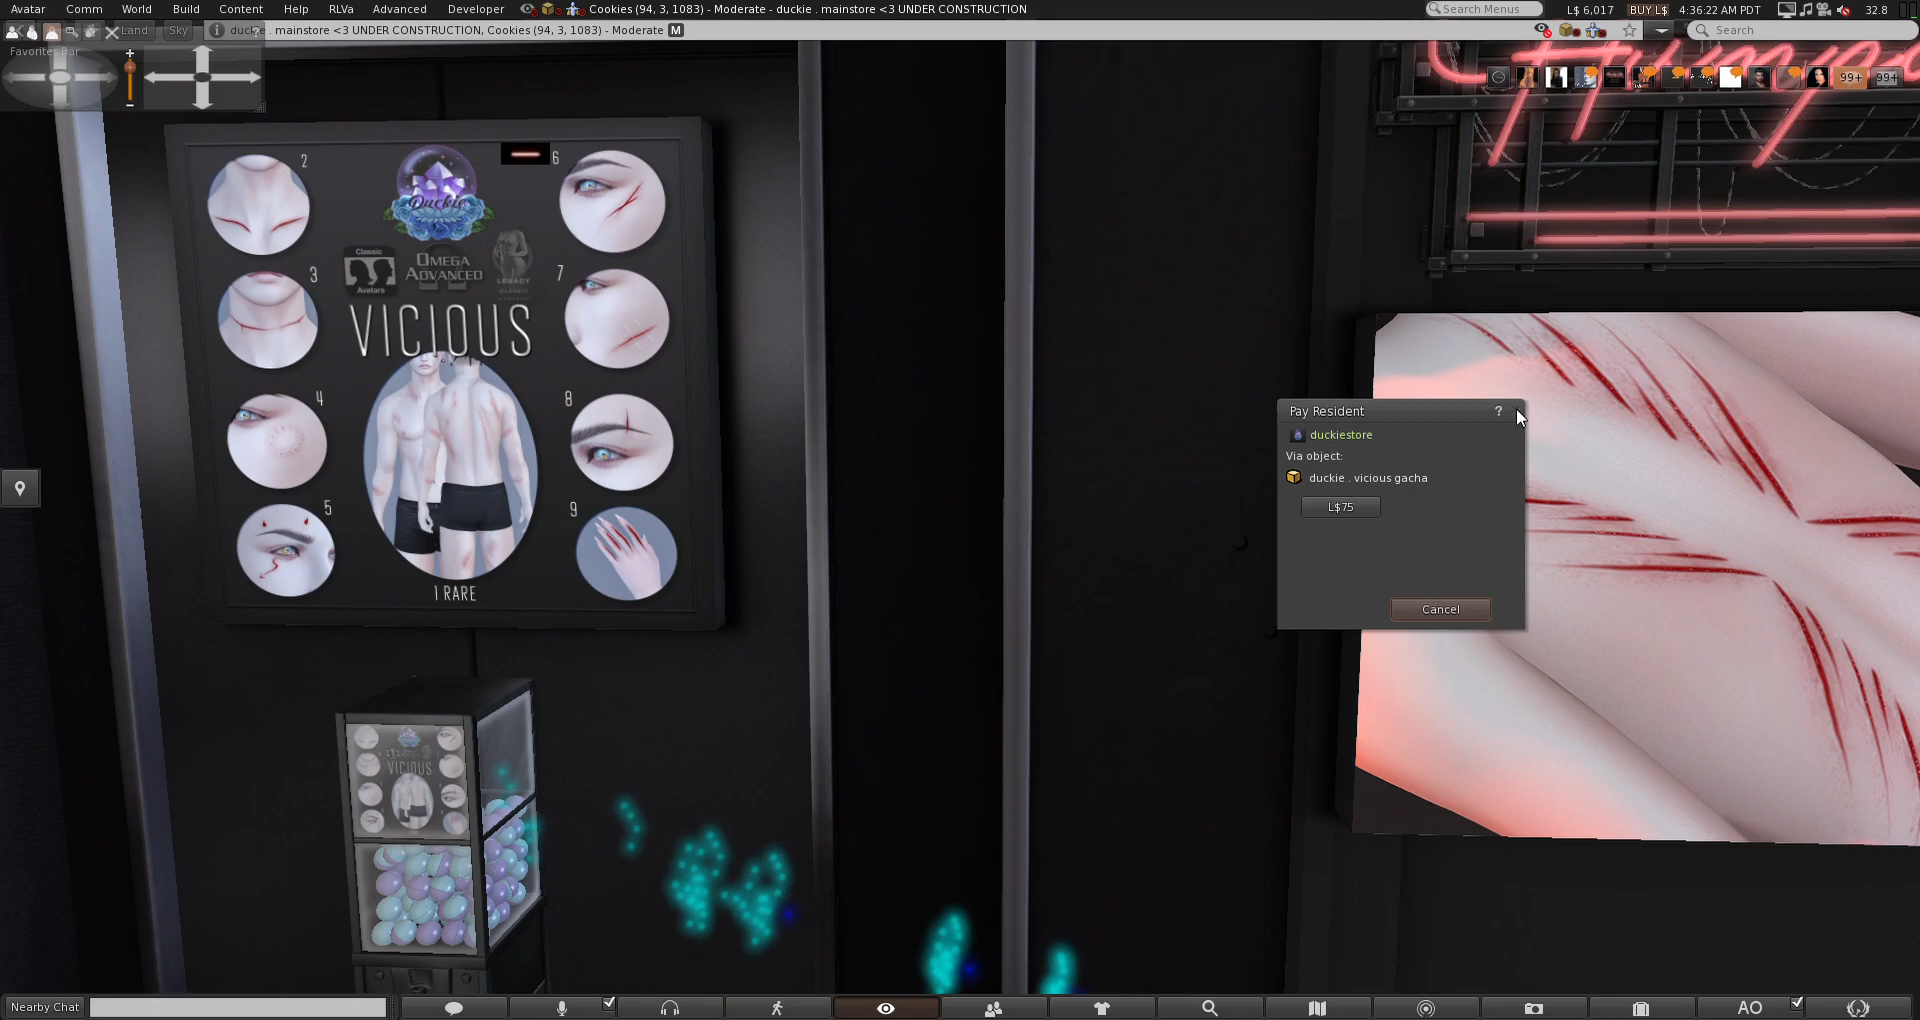 Avatar Comm World Build Content Help RLVa Advanced Developer Cookies (94, 3, 1083) - Moderate - duckie . mainstore <3 UNDER CONSTRUCTION Search Menus L$ 6,017 BUY L$ 4:36:22 AM PDT 32.8
Land Sky duckie . mainstore <3 UNDER CONSTRUCTION, Cookies (94, 3, 1083) - Moderate M Search
Favorites Bar
99+ 99+
2
6
Duckie
Classic
Avatars
OMEGA
ADVANCED
LEGACY
CLASSIC
3
7
VICIOUS
4
8
5
9
1 RARE
Pay Resident ?
duckiestore
Via object:
duckie . vicious gacha
L$75
Cancel
VICIOUS
Nearby Chat
AO